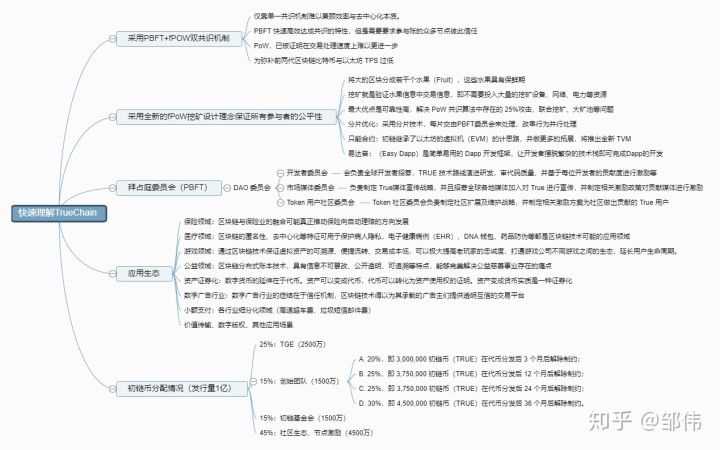 快速理解TrueChain
采用PBFT+fPOW双共识机制
仅靠单一共识机制难以兼顾效率与去中心化本质。
PBFT 快速高效达成共识的特性，但是需要要求参与账的众多节点彼此信任
PoW，已被证明在交易处理速度上难以更进一步
为弥补前两代区块链比特币与以太坊 TPS 过低
采用全新的fPOW挖矿设计理念保证所有参与者的公平性
将大的区块分成若干个水果（Fruit），这些水果具有保鲜期
挖矿就是验证水果信息中交易信息，即不需要投入大量的挖矿设备、网络、电力等资源
最大优点是可靠性高，解决 PoW 共识算法中存在的 25%攻击、联合挖矿、大矿池等问题
分片优化：采用分片技术，每片交由PBFT委员会来处理，改串行为并行处理
只能合约：初链继承了以太坊的虚拟机（EVM）的计思路，并做更多的拓展，将推出全新 TVM
易达普：（Easy Dapp）是简单易用的 Dapp 开发框架，让开发者摆脱繁杂的技术栈即可完成Dapp的开发
拜占庭委员会（PBFT）
DAO 委员会
开发者委员会
会负责全球开发者招募，TRUE 技术路线演进研发，审代码质量，并基于每位开发者的贡献度进行激励等
市场媒体委员会
负责制定 True媒体宣传战略，并且招募全球各地媒体加入对 True 进行宣传，并制定相关激励政策对贡献媒体进行激励
Token 用户社区委员会
Token 社区委员会负责制定社区扩展及维护战略，并制定相关激励方案为社区做出贡献的 True 用户
应用生态
保险领域：区块链与保险业的融合可能真正推动保险向自助理赔的方向发展
医疗领域：区块链的匿名性、去中心化等特征可用于保护病人隐私，电子健康病例（EHR）、DNA 钱包、药品防伪等都是区块链技术可能的应用领域
游戏领域：通过区块链技术保证虚拟资产的可溯源、便捷流转、交易成本低，可以极大提高老玩家的忠诚度，打通游戏公司不同游戏之间的生态，延长用户生命周期。
公益领域：区块链分布式账本技术，具有信息不可篡改、公开透明、可追溯等特点，能够完美解决公益慈善事业存在的痛点
资产证券化：数字货币的延伸在于代币。资产可以变成代币，代币可以转化为资产使用权的证明。资产变成货币实质是一种证券化
数字广告行业：数字广告行业的症结在于信任机制，区块链技术得以为其承载的广告主们提供透明互信的交易平台
小额支付：各行业细分化领域（高速超车费、垃圾短信邮件费）
价值传输、数字版权、其他应用场景
初链币分配情况（发行量1亿）
25%：TGE（2500万）
15%：创始团队（1500万）
A. 20%，即 3,000,000 初链币（TRUE）在代币分发后 3 个月后解除制约；
B. 25%，即 3,750,000 初链币（TRUE）在代币分发后 12 个月后解除制约；
C. 25%，即 3,750,000 初链币（TRUE）在代币分发后 24 个月后解除制约；
D. 30%，即 4,500,000 初链币（TRUE）在代币分发后 36 个月后解除制约。
15%：初链基金会（1500万）
45%：社区生态、节点激励（4500万）
知乎 @邹伟